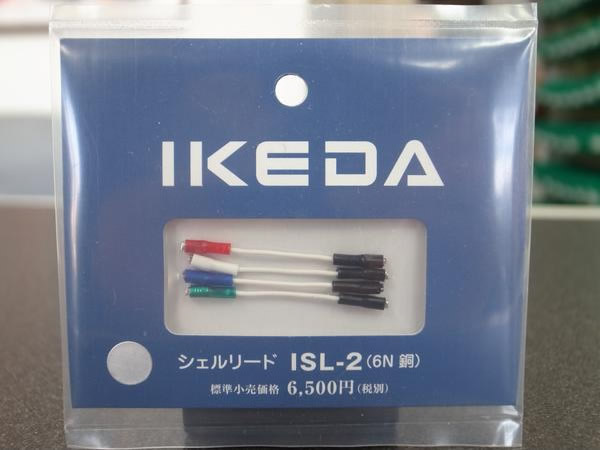 IKEDA
シェルリード ISL-2(6N 銅)
標準小売価格 6,500円(税別)